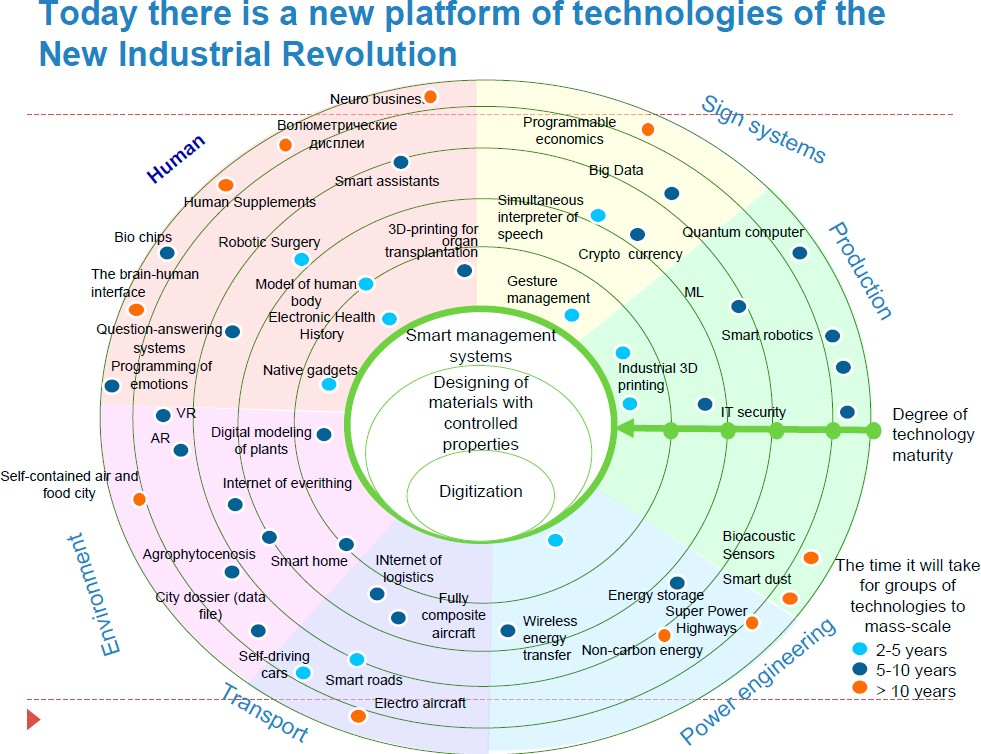 Today there is a new platform of technologies of the
New Industrial Revolution
Human
Neuro busines
Волюметрические
дисплеи
Smart assistants
Human Supplements
Bio chips
Robotic Surgery
3D-printing for
organ
transplantation
The brain-human
interface
Model of human
body
Electronic Health
History
Question-answering
systems
Programming of
emotions
Native gadgets
Sign systems
Programmable
economics
Big Data
Simultaneous
interpreter of
speech
Crypto currency
Gesture
management
Production
Quantum computer
ML
Smart robotics
Industrial 3D
printing
IT security
Bioacoustic
Sensors
Smart dust
Smart management
systems
Designing of
materials with
controlled
properties
Digitization
Degree of
technology
maturity
Environment
VR
AR
Digital modeling
of plants
Self-contained air and
food city
Internet of everithing
Agrophytocenosis
Smart home
City dossier (data
file)
Transport
INternet of
logistics
Fully
composite
aircraft
Self-driving
cars
Smart roads
Electro aircraft
Power engineering
Energy storage
Super Power
Highways
Wireless
energy
transfer
Non-carbon energy
The time it will take
for groups of
technologies to
mass-scale
2-5 years
5-10 years
> 10 years